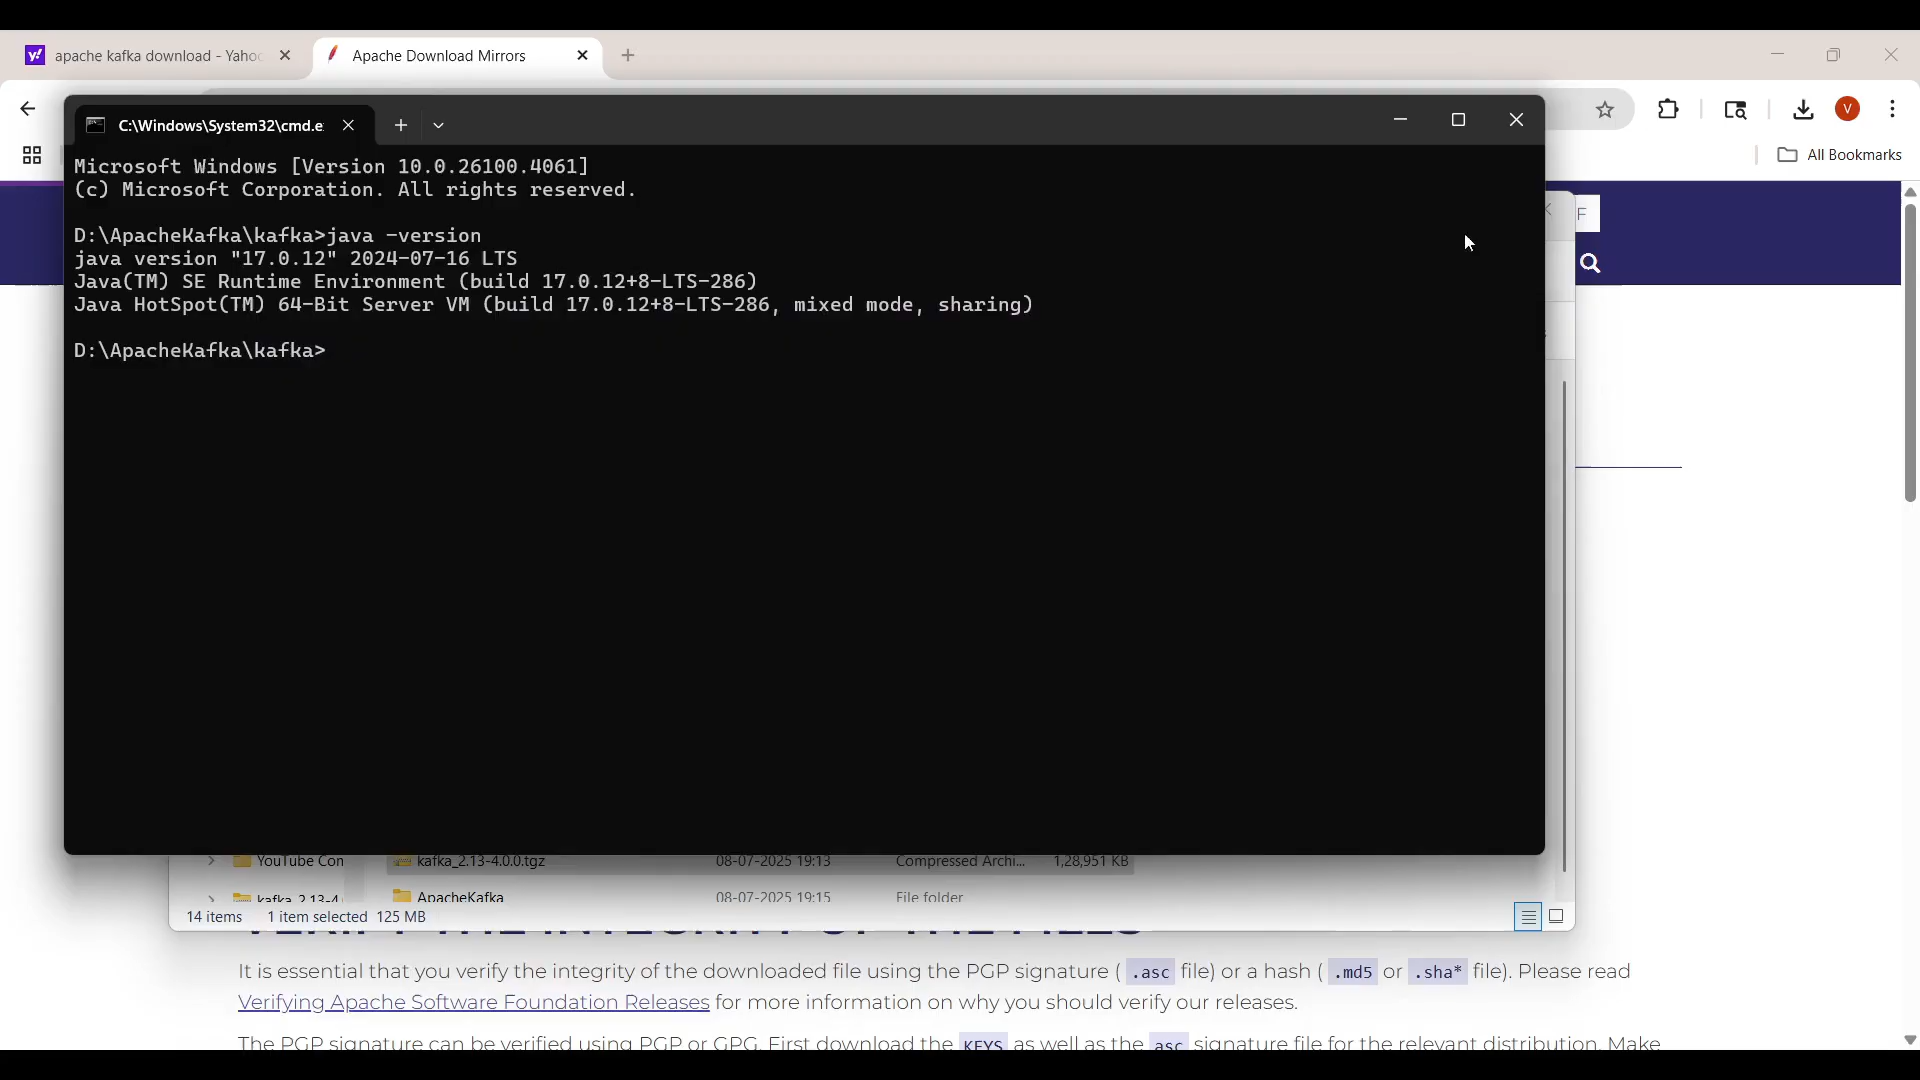 apache kafka download - Yahoo
Apache Download Mirrors
V
All Bookmarks
C:\Windows\System32\cmd.e
Microsoft Windows [Version 10.0.26100.4061]
(c) Microsoft Corporation. All rights reserved.
F
D:\ApacheKafka\kafka>java -version
java version "17.0.12" 2024-07-16 LTS
Java(TM) SE Runtime Environment (build 17.0.12+8-LTS-286)
Java HotSpot(TM) 64-Bit Server VM (build 17.0.12+8-LTS-286, mixed mode, sharing)
D:\ApacheKafka\kafka>
YouTube Con kafka_2.13-4.0.0.tgz 08-07-2025 19:13 Compressed Archi... 1,28,951 KB
kafka_2.13-4 ApacheKafka 08-07-2025 19:15 File folder
14 items 1 item selected 125 MB
VERIFY THE INTEGRITY OF THE FILES
It is essential that you verify the integrity of the downloaded file using the PGP signature ( .asc file) or a hash ( .md5 or .sha* file). Please read
Verifying Apache Software Foundation Releases for more information on why you should verify our releases.
The PGP signature can be verified using PGP or GPG. First download the KEYS as well as the asc signature file for the relevant distribution. Make